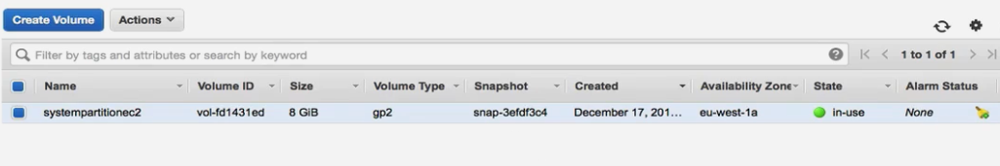 Create Volume Actions
Filter by tags and attributes or search by keyword 1 to 1 of 1
Name Volume ID Size Volume Type Snapshot Created Availability Zone State Alarm Status
systempartitionec2 vol-fd1431ed 8 GiB gp2 snap-3efdf3c4 December 17, 201... eu-west-1a in-use None